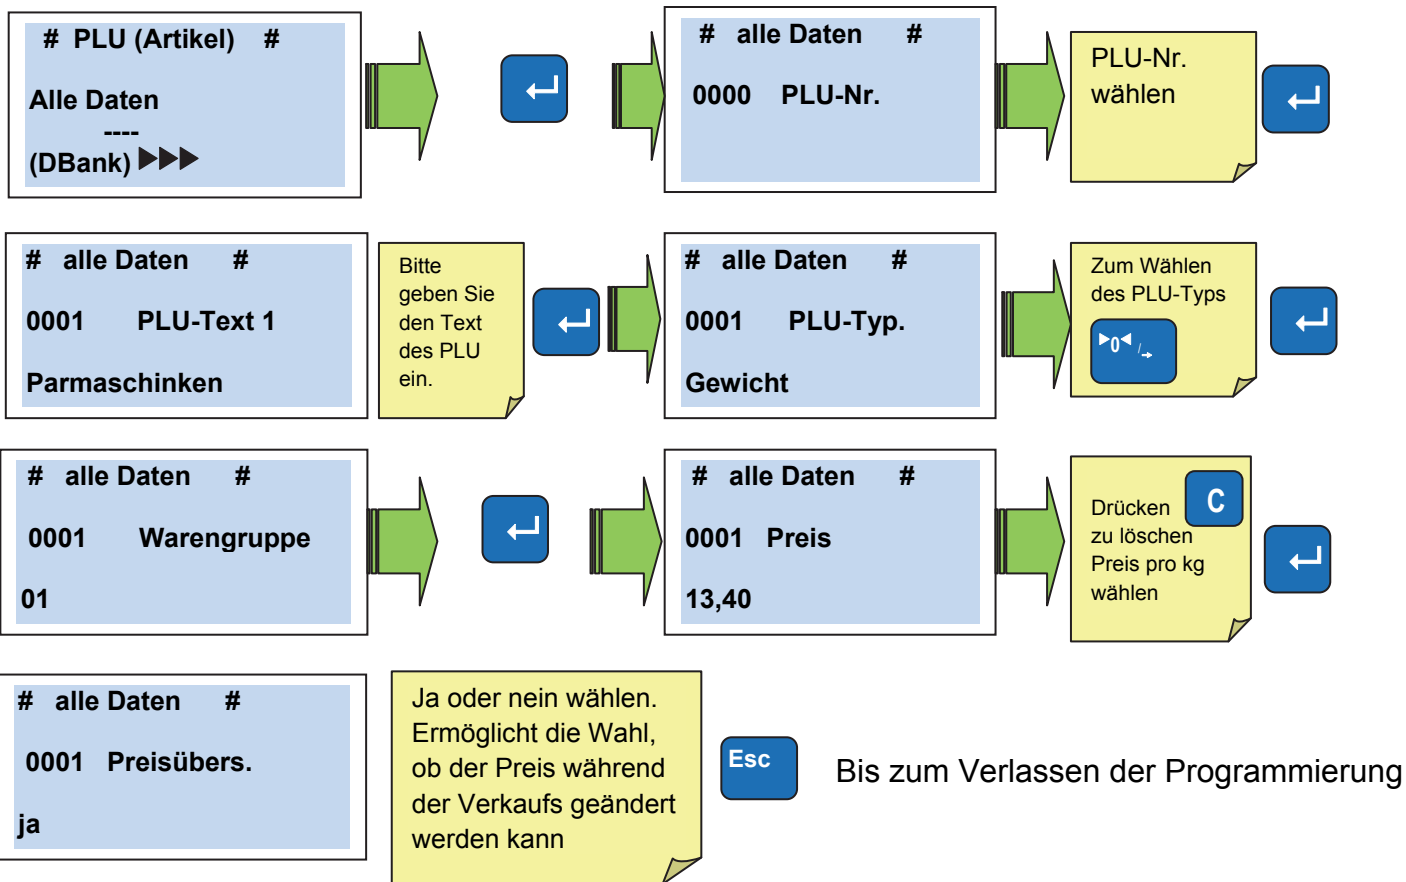 # PLU (Artikel) #
Alle Daten
----
(DBank) ▶▶▶
# alle Daten #
0000 PLU-Nr.
PLU-Nr.
wählen
# alle Daten #
0001 PLU-Text 1
Parmaschinken
Bitte
geben Sie
den Text
des PLU
ein.
# alle Daten #
0001 PLU-Typ.
Gewicht
Zum Wählen
des PLU-Typs
▶0◀ /→
# alle Daten #
0001 Warengruppe
01
# alle Daten #
0001 Preis
13,40
C
Drücken
zu löschen
Preis pro kg
wählen
# alle Daten #
0001 Preisübers.
ja
Ja oder nein wählen.
Ermöglicht die Wahl,
ob der Preis während
der Verkaufs geändert
werden kann
Esc
Bis zum Verlassen der Programmierung